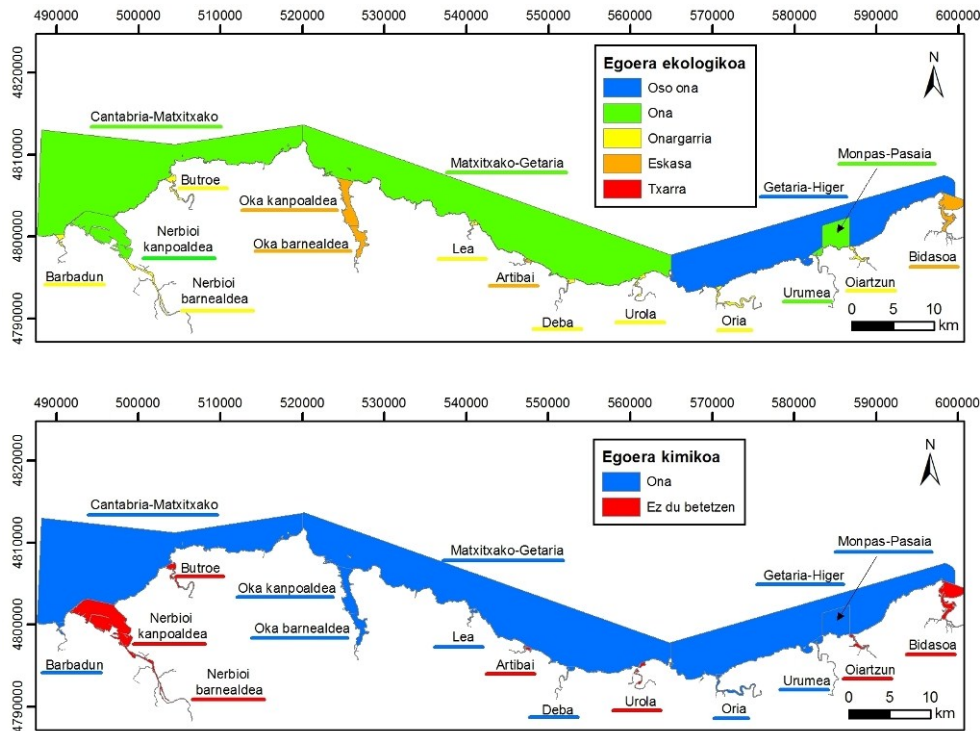 490000 500000 510000 520000 530000 540000 550000 560000 570000 580000 590000 600000
4820000
4810000
4800000
4790000
Egoera ekologikoa
Oso ona
Ona
Onargarria
Eskasa
Txarra
N
Cantabria-Matxitxako
Matxitxako-Getaria
Monpas-Pasaia
Getaria-Higer
Butroe
Oka kanpoaldea
Oka barnealdea
Nerbioi
kanpoaldea
Barbadun
Nerbioi
barnealdea
Lea
Artibai
Deba
Urola
Oria
Urumea
Oiartzun
Bidasoa
0 5 10
km
490000 500000 510000 520000 530000 540000 550000 560000 570000 580000 590000 600000
4820000
4810000
4800000
4790000
Egoera kimikoa
Ona
Ez du betetzen
N
Cantabria-Matxitxako
Matxitxako-Getaria
Monpas-Pasaia
Getaria-Higer
Butroe
Oka kanpoaldea
Oka barnealdea
Nerbioi
kanpoaldea
Barbadun
Nerbioi
barnealdea
Lea
Artibai
Deba
Urola
Oria
Urumea
Oiartzun
Bidasoa
0 5 10
km